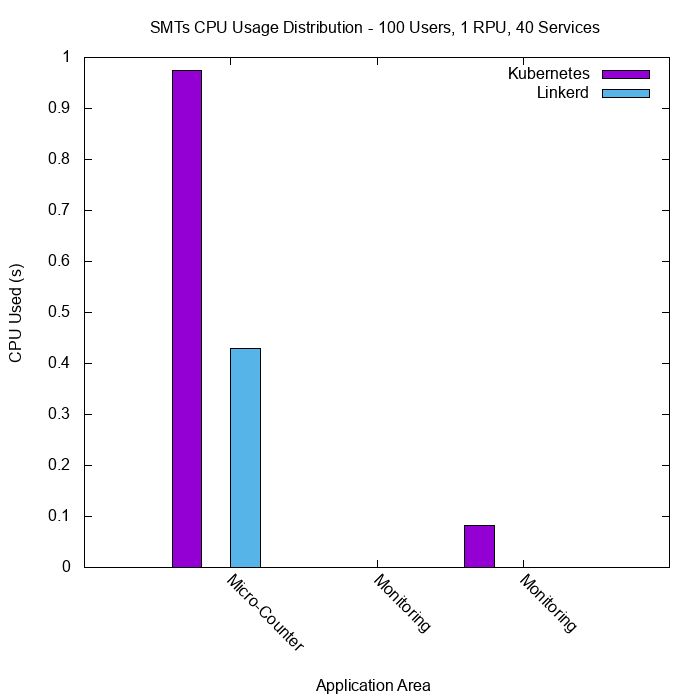 SMTs CPU Usage Distribution - 100 Users, 1 RPU, 40 Services
Kubernetes
Linkerd
1
0.9
0.8
0.7
0.6
0.5
0.4
0.3
0.2
0.1
0
CPU Used (s)
Micro-Counter
Monitoring
Monitoring
Application Area